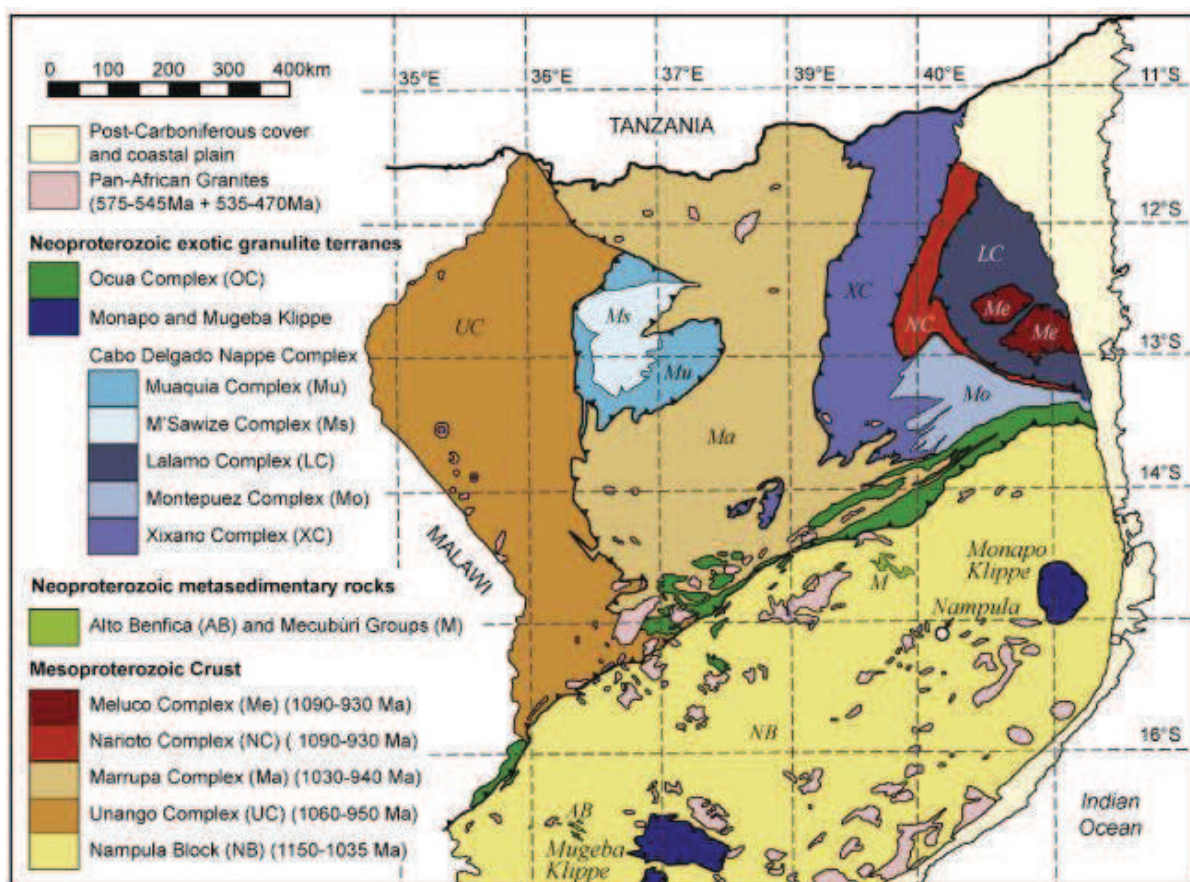 0 100 200 300 400km
Post-Carboniferous cover
and coastal plain
Pan-African Granites
(575-545Ma + 535-470Ma)
Neoproterozoic exotic granulite terranes
Ocua Complex (OC)
Monapo and Mugeba Klippe
Cabo Delgado Nappe Complex
Muaquia Complex (Mu)
M'Sawize Complex (Ms)
Lalamo Complex (LC)
Montepuez Complex (Mo)
Xixano Complex (XC)
Neoproterozoic metasedimentary rocks
Alto Benfica (AB) and Mecubúri Groups (M)
Mesoproterozoic Crust
Meluco Complex (Me) (1090-930 Ma)
Nairoto Complex (NC) ( 1090-930 Ma)
Marrupa Complex (Ma) (1030-940 Ma)
Unango Complex (UC) (1060-950 Ma)
Nampula Block (NB) (1150-1035 Ma)
35°E
36°E
37°E
39°E
40°E
11°S
TANZANIA
12°S
LC
XC
Me
Ms
UC
NC
Me
13°S
Mu
Mo
Ma
14°S
MALAWI
Monapo
Klippe
M
Nampula
NB
16°S
AB
Mugeba
Klippe
Indian
Ocean